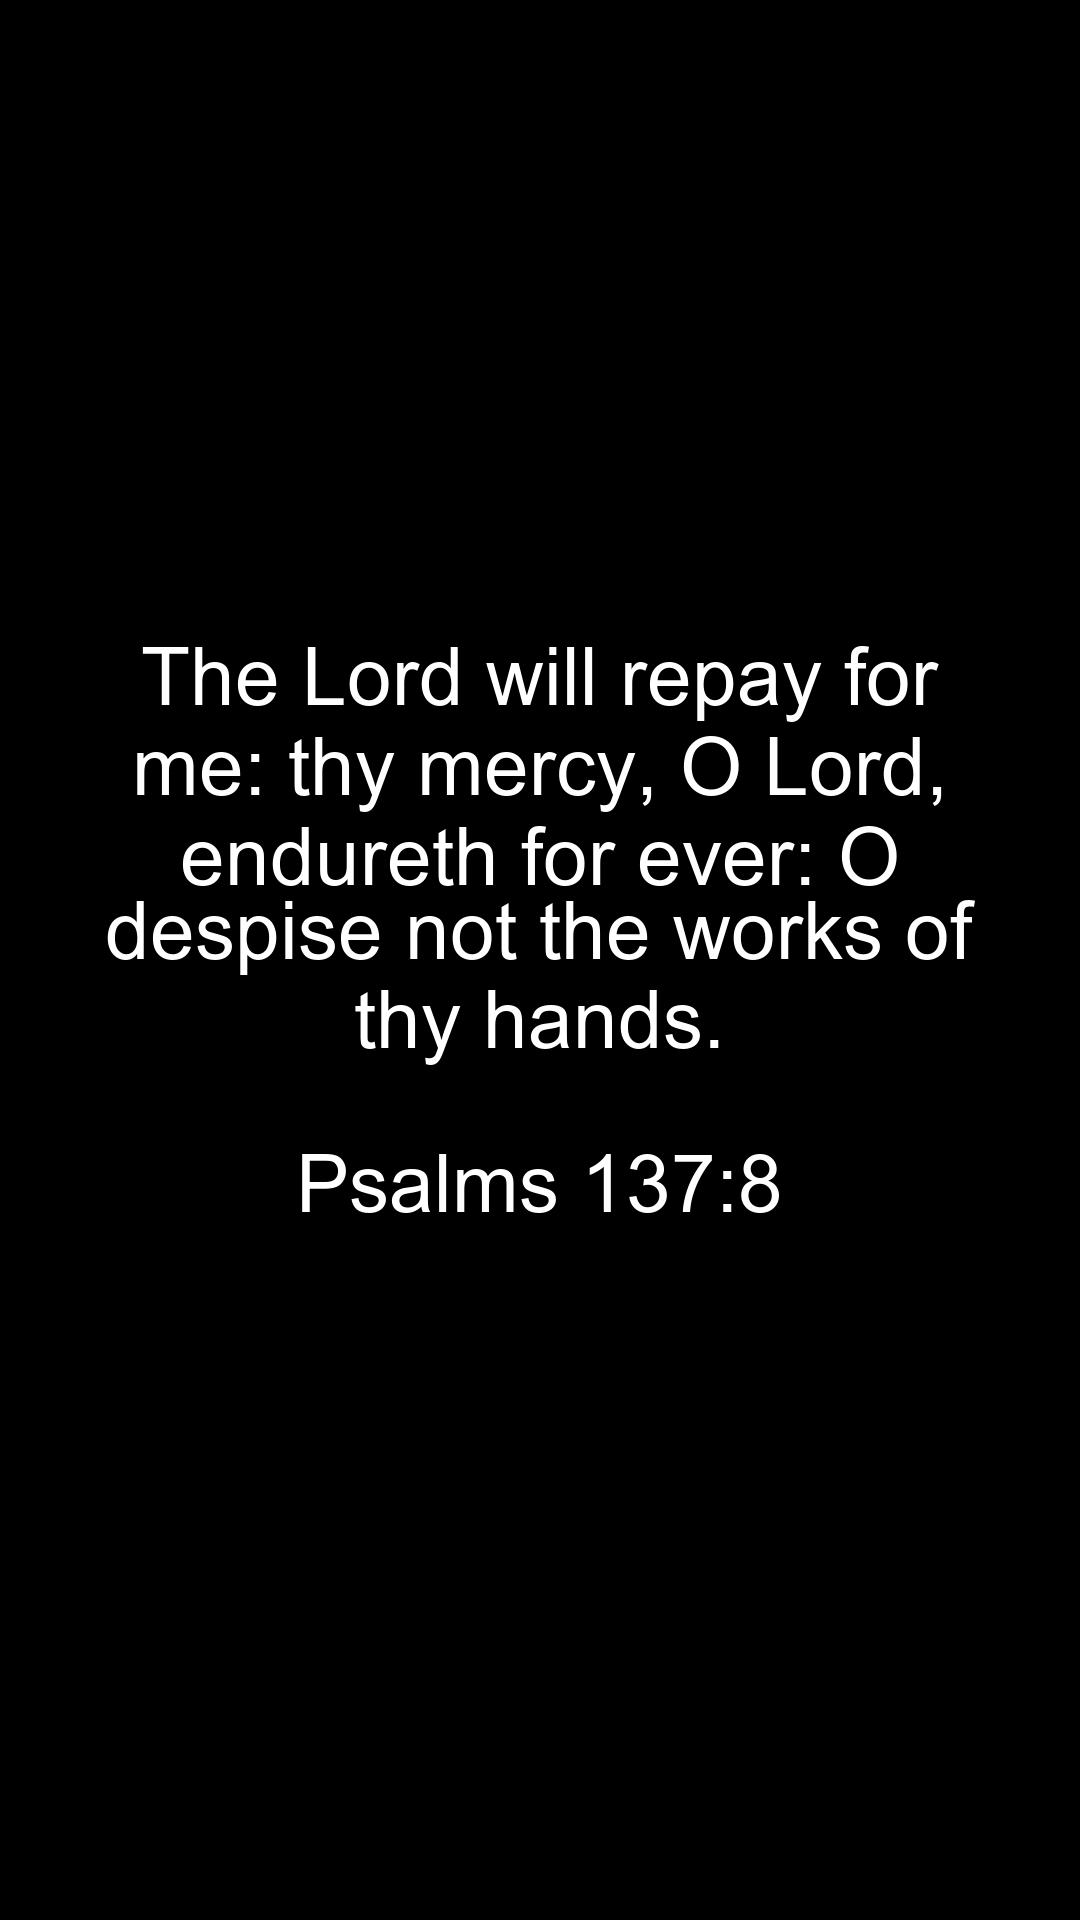 The Lord will repay for
me: thy mercy, O Lord,
endureth for ever: O
despise not the works of
thy hands.
Psalms 137:8